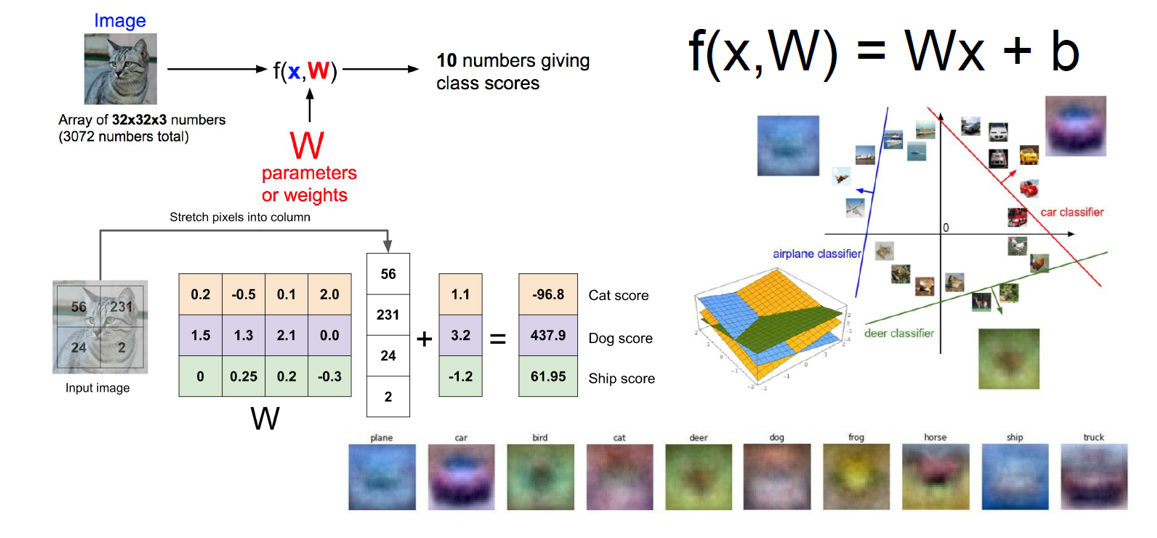 Image
f(x,W)
10 numbers giving
class scores
Array of 32x32x3 numbers
(3072 numbers total)
W
parameters
or weights
f(x,W) = Wx + b
Stretch pixels into column
56 231
24 2
Input image
0.2 -0.5 0.1 2.0
1.5 1.3 2.1 0.0
0 0.25 0.2 -0.3
W
56
231
24
2
+
1.1
3.2
-1.2
=
-96.8 Cat score
437.9 Dog score
61.95 Ship score
0
car classifier
airplane classifier
deer classifier
plane car bird cat deer dog frog horse ship truck